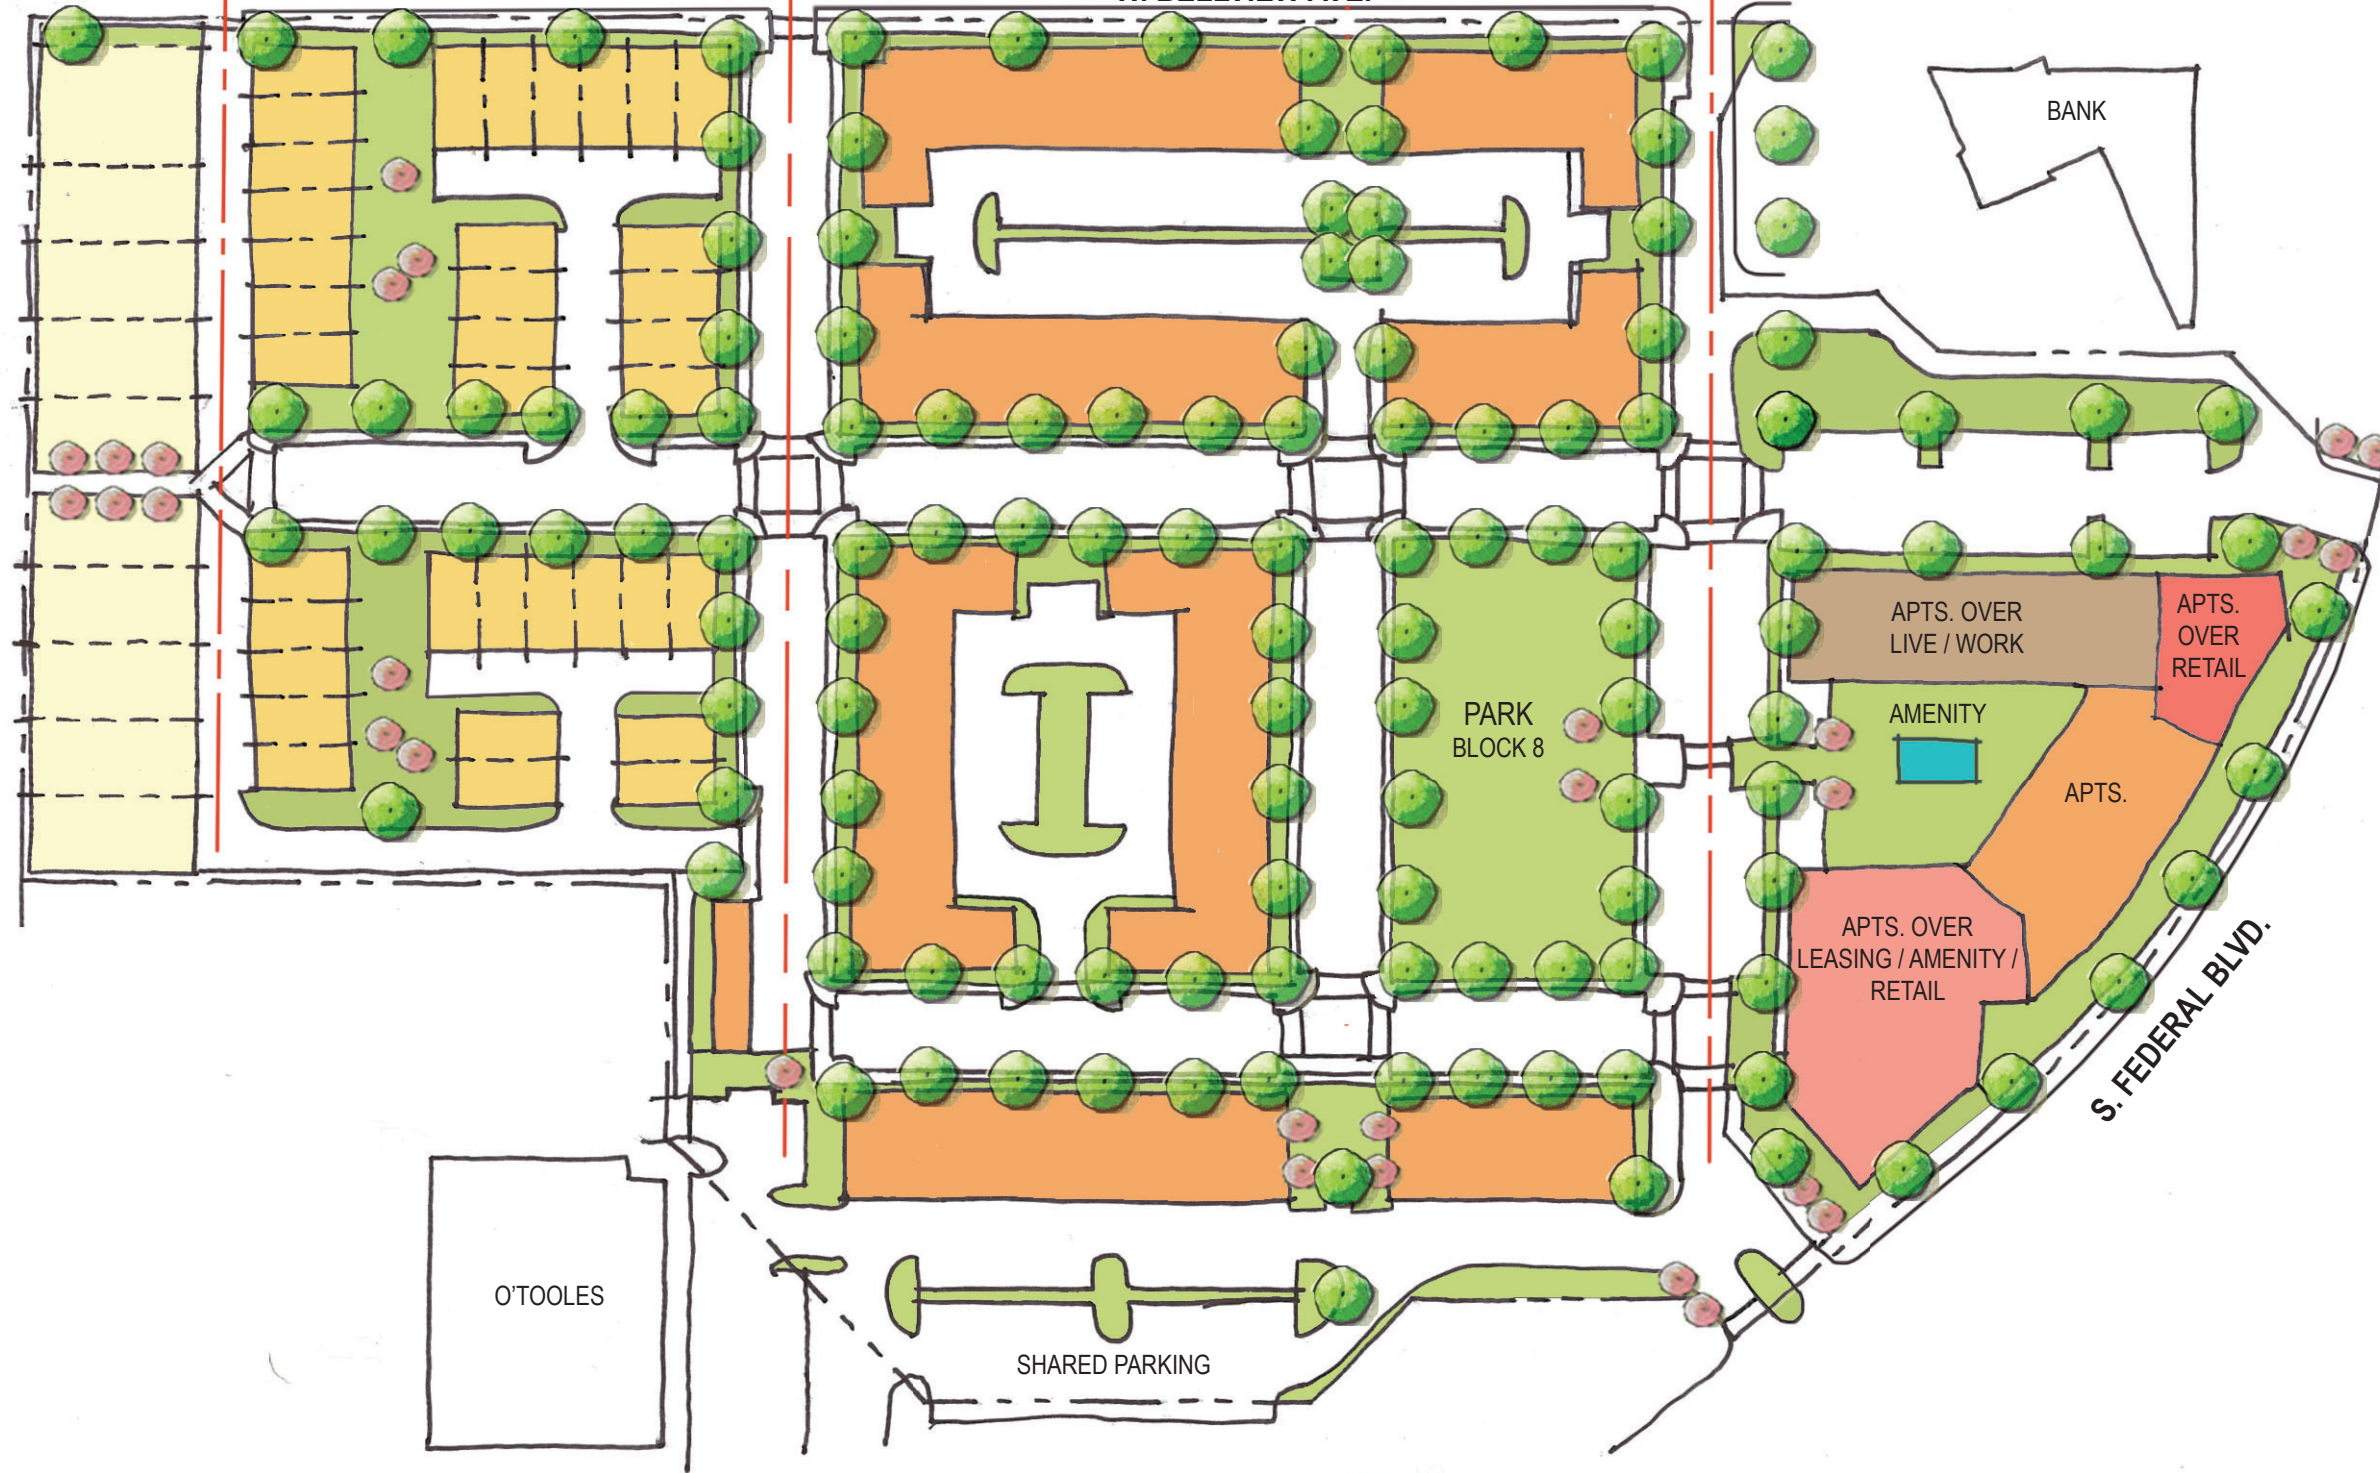 BANK
APTS. OVER
LIVE / WORK
APTS.
OVER
RETAIL
PARK
BLOCK 8
AMENITY
APTS.
APTS. OVER
LEASING / AMENITY /
RETAIL
S. FEDERAL BLVD.
O'TOOLES
SHARED PARKING